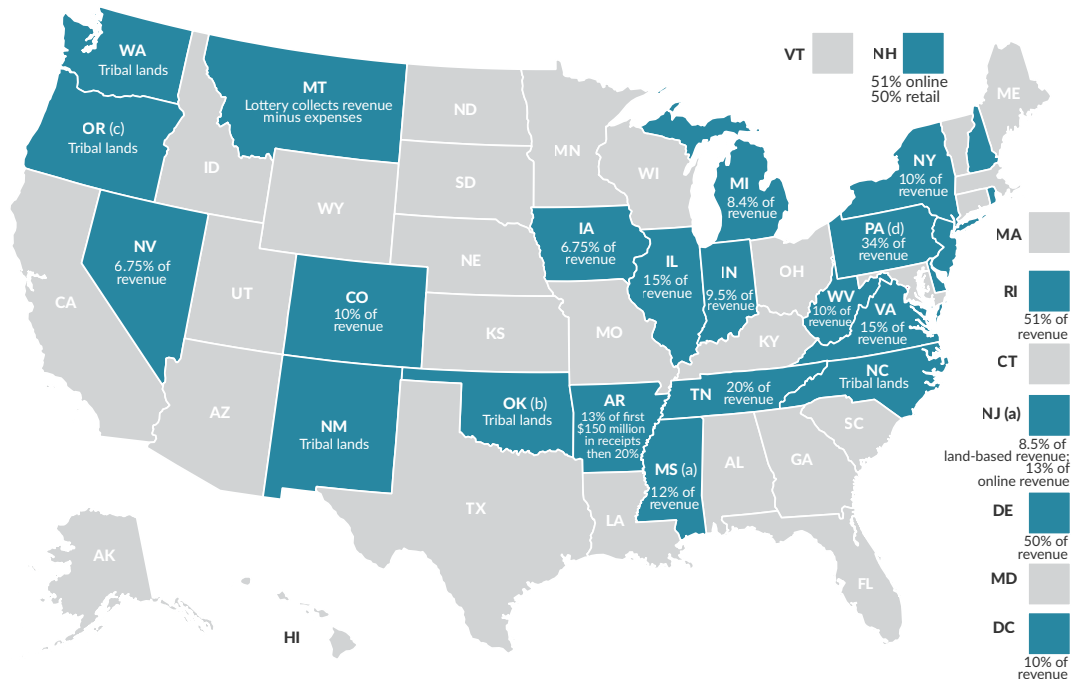 VT
NH
51% online
50% retail
WA
Tribal lands
MT
Lottery collects revenue
minus expenses
ND
MN
ME
OR (c)
Tribal lands
ID
WI
NY
10% of
revenue
SD
MI
8.4% of
revenue
WY
PA (d)
34% of
revenue
MA
NV
6.75% of
revenue
IA
6.75% of
revenue
NE
IL
15% of
revenue
IN
9.5% of
revenue
OH
RI
51% of
revenue
UT
CO
10% of
revenue
WV
10% of
revenue
VA
15% of
revenue
CA
KS
MO
KY
CT
NC
Tribal lands
TN
20% of
revenue
AZ
NM
Tribal lands
OK (b)
Tribal lands
AR
13% of first
$150 million
in receipts
then 20%
SC
NJ (a)
8.5% of
land-based revenue;
13% of
online revenue
MS (a)
12% of
revenue
AL
GA
TX
LA
DE
50% of
revenue
AK
FL
MD
HI
DC
10% of
revenue